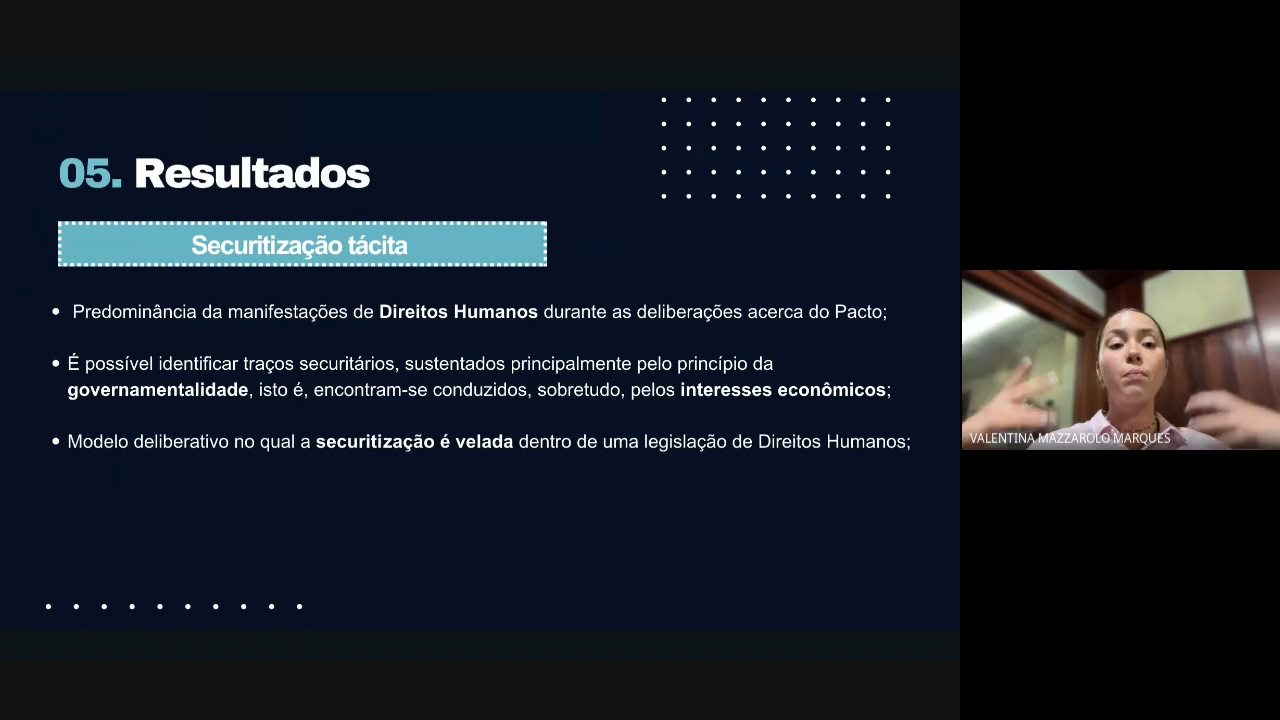 05. Resultados
Securitização tácita
• Predominância da manifestações de Direitos Humanos durante as deliberações acerca do Pacto;
• É possível identificar traços securitários, sustentados principalmente pelo princípio da
governamentalidade, isto é, encontram-se conduzidos, sobretudo, pelos interesses econômicos;
• Modelo deliberativo no qual a securitização é velada dentro de uma legislação de Direitos Humanos;
VALENTINA MAZZAROLO MARQUES